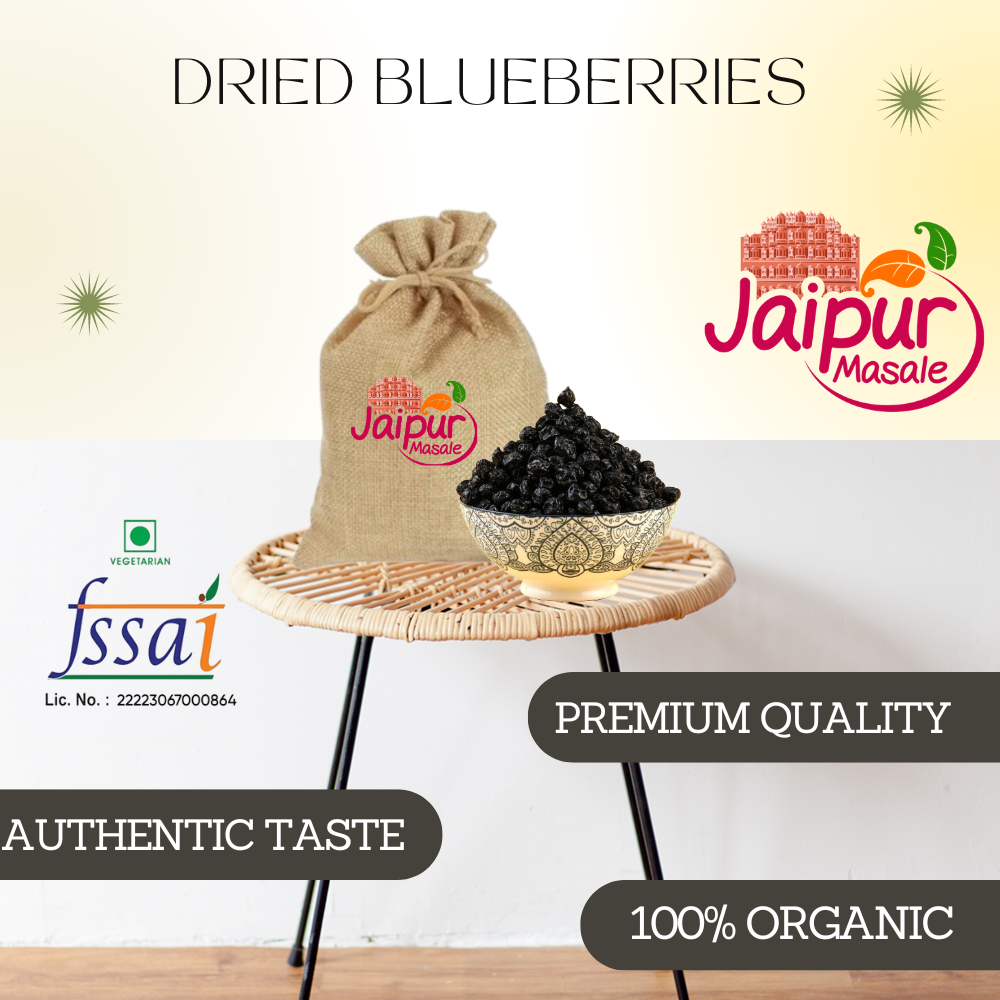 DRIED BLUEBERRIES
Jaipur
Masale
Jaipur
Masale
VEGETARIAN
fssai
Lic. No. : 22223067000864
PREMIUM QUALITY
AUTHENTIC TASTE
100% ORGANIC